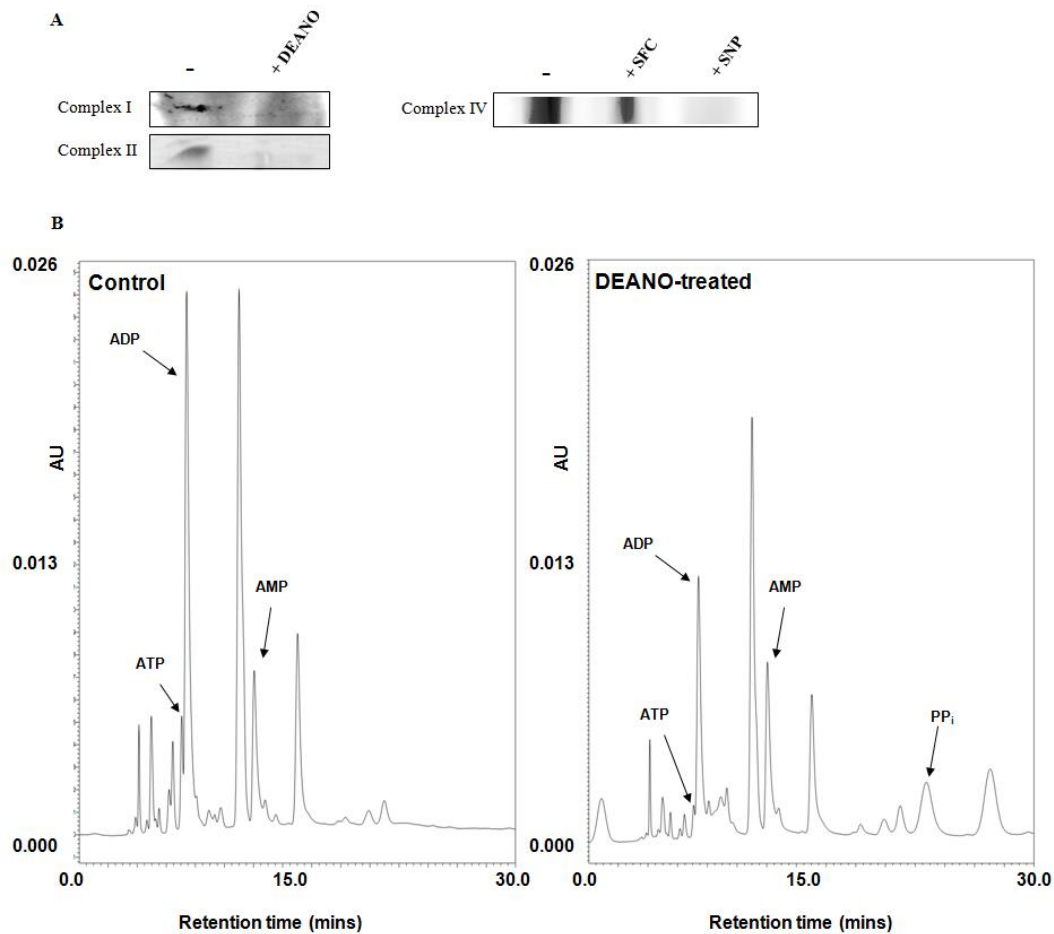 A
- + DEANO
Complex I
Complex II
- + SFC + SNP
Complex IV
B
0.026
Control
ADP
ATP
AMP
0.013
AU
0.000
0.0 15.0 30.0
Retention time (mins)
0.026
DEANO-treated
ADP
ATP
AMP
PPi
0.013
AU
0.000
0.0 15.0 30.0
Retention time (mins)